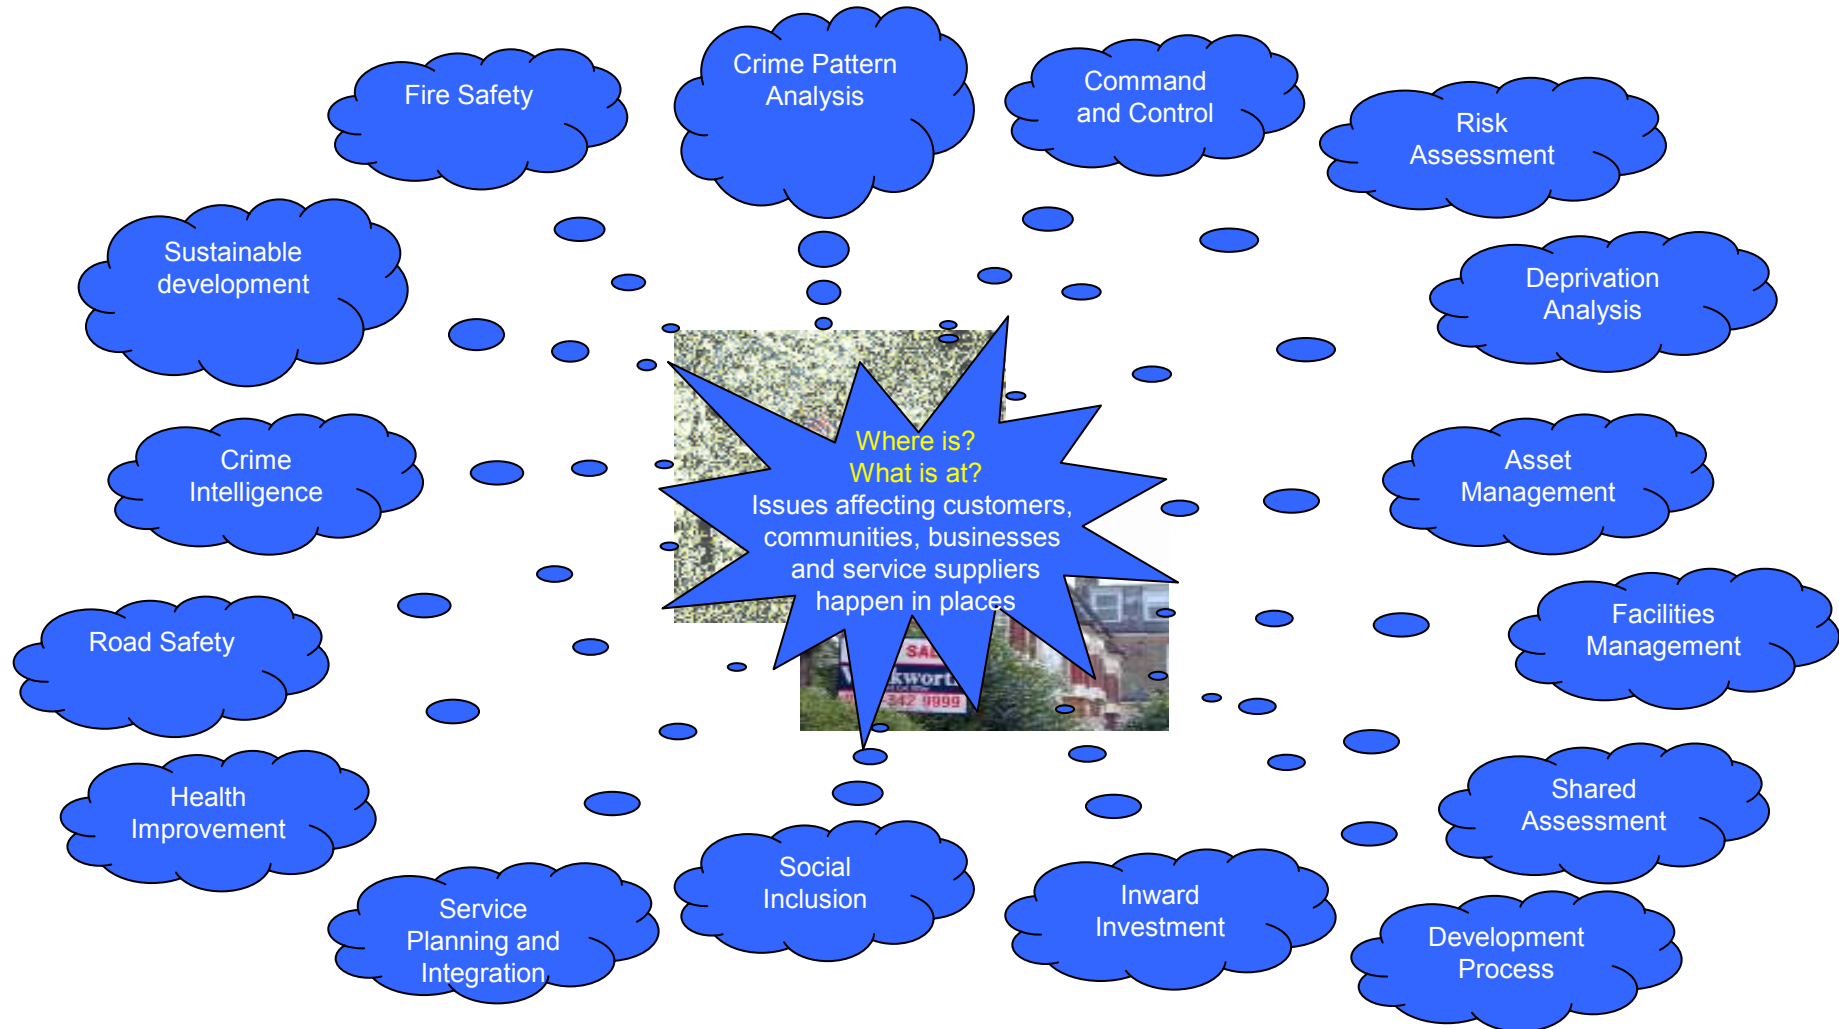 Crime Pattern
Analysis
Command
and Control
Fire Safety
Risk
Assessment
Sustainable
development
Deprivation
Analysis
Where is?
What is at?
Issues affecting customers,
communities, businesses
and service suppliers
happen in places
Crime
Intelligence
Asset
Management
Road Safety
Facilities
Management
342 9999
Health
Improvement
Shared
Assessment
Service
Planning and
Integration
Social
Inclusion
Inward
Investment
Development
Process